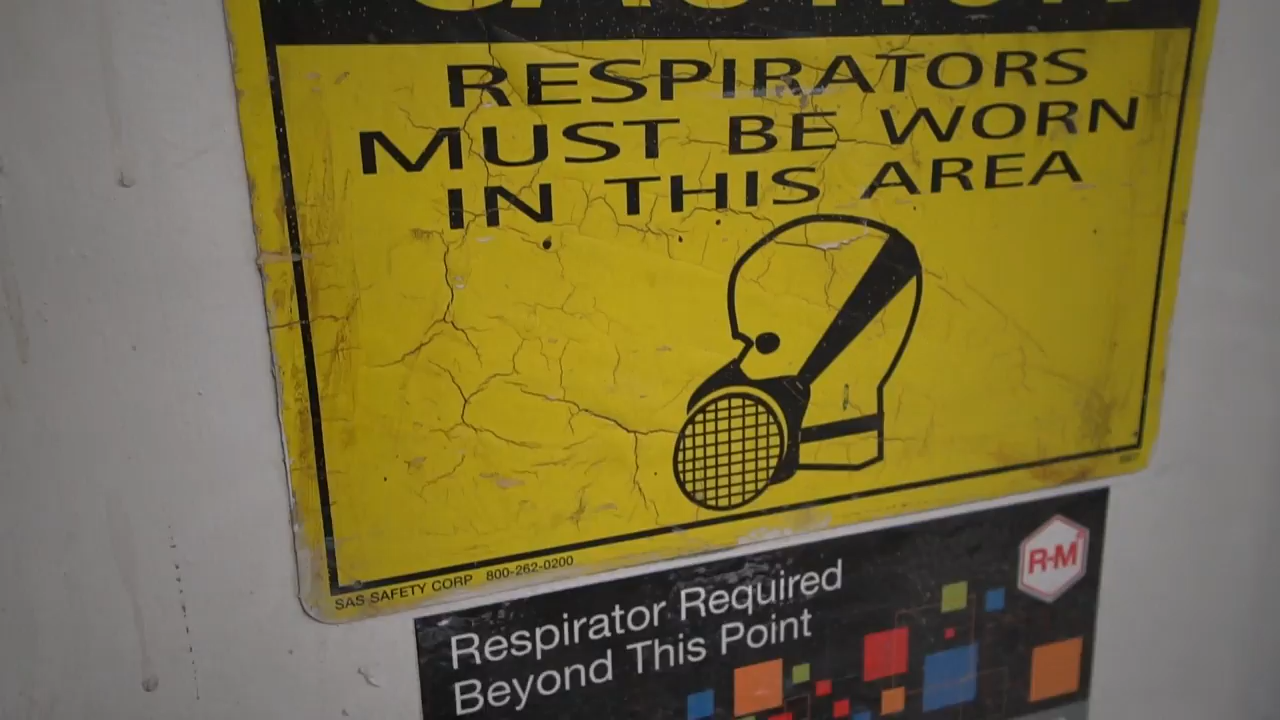 CAUTION
RESPIRATORS
MUST BE WORN
IN THIS AREA
SAS SAFETY CORP 800-262-0200
R-M
Respirator Required
Beyond This Point